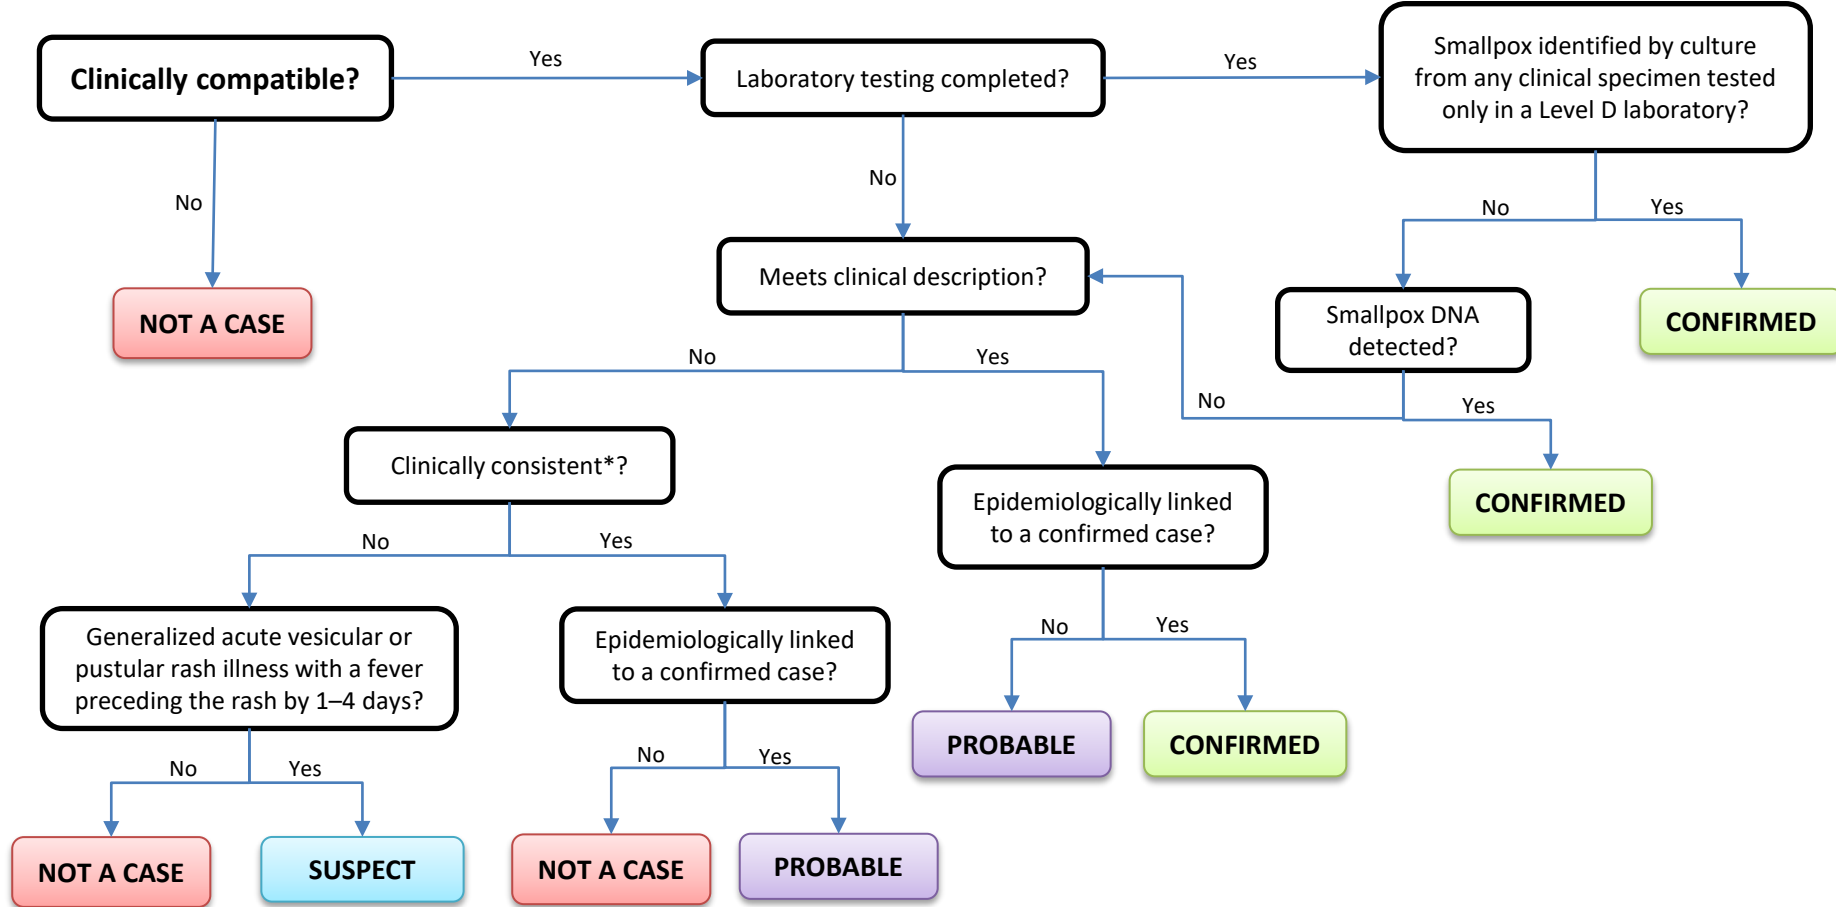 Clinically compatible?
Yes
Laboratory testing completed?
Yes
Smallpox identified by culture
from any clinical specimen tested
only in a Level D laboratory?
No
No
No
Yes
NOT A CASE
Meets clinical description?
Smallpox DNA
detected?
CONFIRMED
No
Yes
No
Yes
Clinically consistent*?
Epidemiologically linked
to a confirmed case?
CONFIRMED
No
Yes
Generalized acute vesicular or
pustular rash illness with a fever
preceding the rash by 1–4 days?
Epidemiologically linked
to a confirmed case?
No
Yes
PROBABLE
CONFIRMED
No
Yes
No
Yes
NOT A CASE
SUSPECT
NOT A CASE
PROBABLE